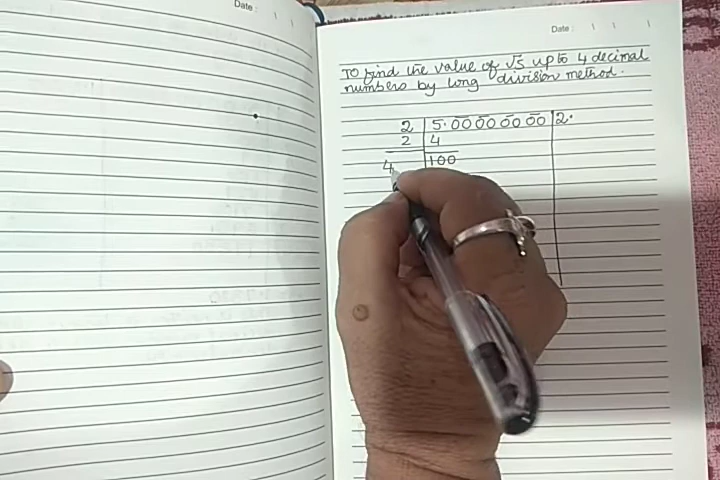 Date :
Date :
To find the value of √5 up to 4 decimal
numbers by long division method.
2 | 5. 00 00 00 00 | 2.
2 | 4
4 | 100